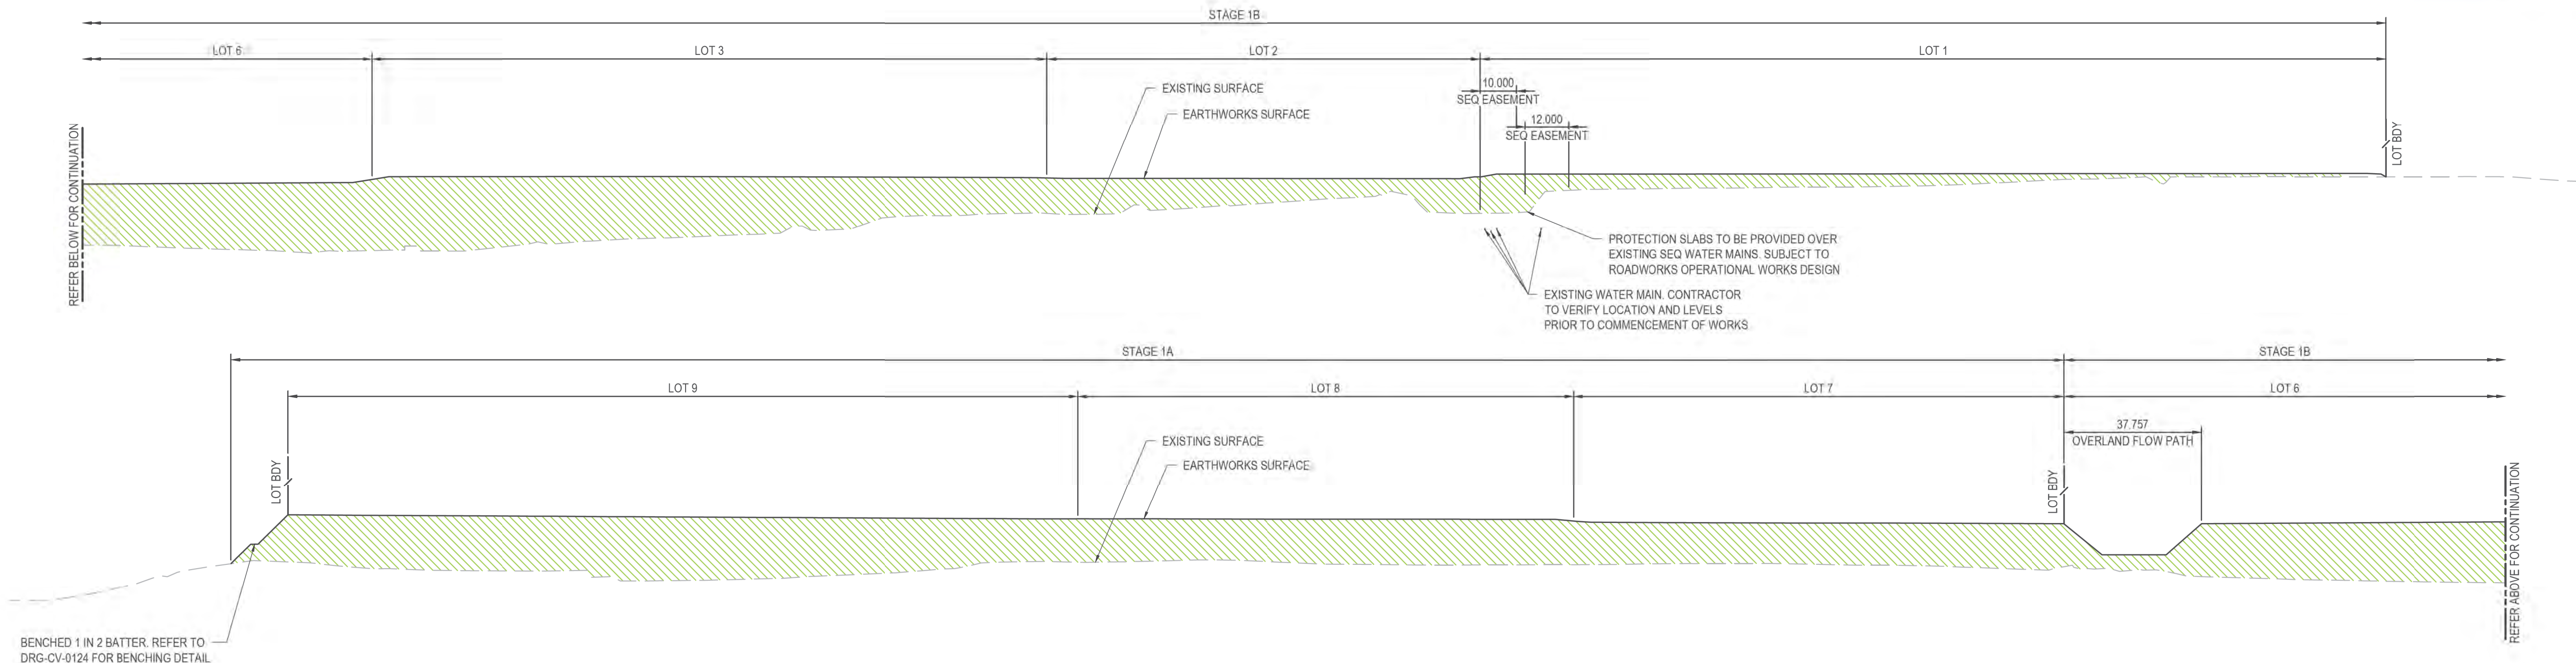 STAGE 1B
LOT 6
LOT 3
LOT 2
LOT 1
EXISTING SURFACE
EARTHWORKS SURFACE
10.000
SEQ EASEMENT
12.000
SEQ EASEMENT
LOT BDY
REFER BELOW FOR CONTINUATION
PROTECTION SLABS TO BE PROVIDED OVER
EXISTING SEQ WATER MAINS. SUBJECT TO
ROADWORKS OPERATIONAL WORKS DESIGN
EXISTING WATER MAIN. CONTRACTOR
TO VERIFY LOCATION AND LEVELS
PRIOR TO COMMENCEMENT OF WORKS
STAGE 1A
STAGE 1B
LOT 9
LOT 8
LOT 7
LOT 6
37.757
OVERLAND FLOW PATH
EXISTING SURFACE
EARTHWORKS SURFACE
LOT BDY
LOT BDY
REFER ABOVE FOR CONTINUATION
BENCHED 1 IN 2 BATTER. REFER TO
DRG-CV-0124 FOR BENCHING DETAIL